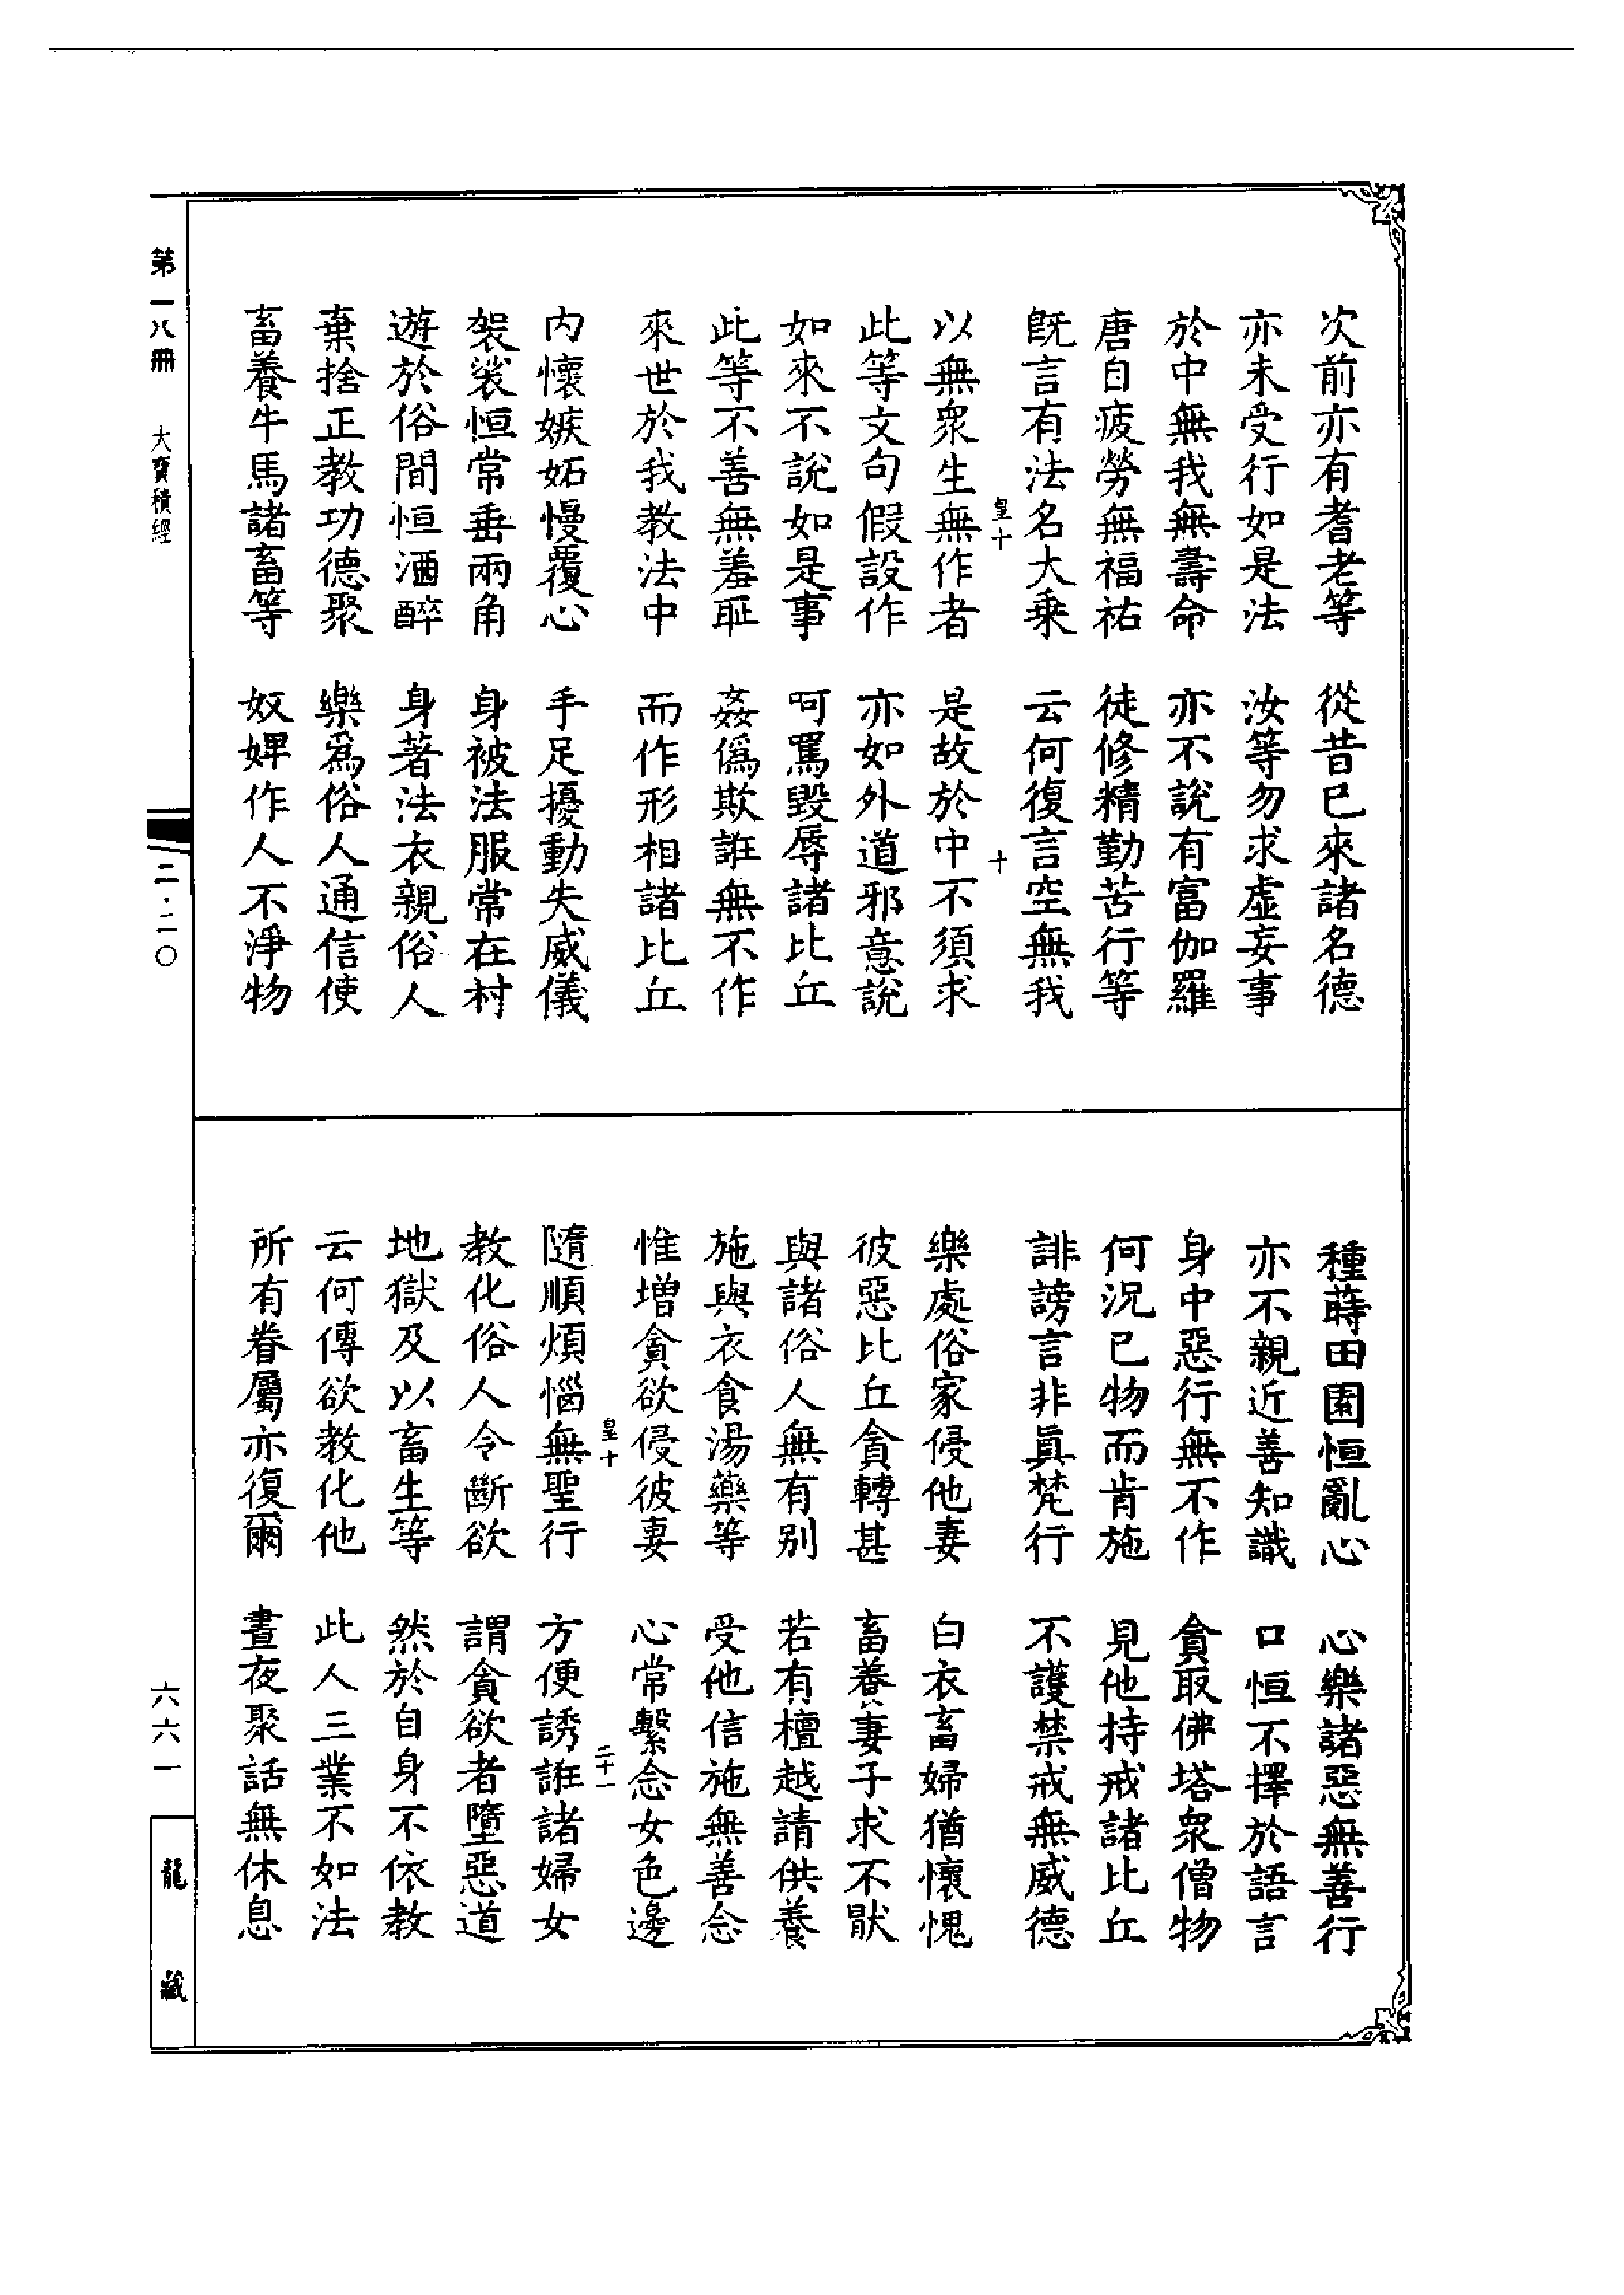 次前亦有耆老等　從昔已來諸名德
亦未受行如是法　汝等勿求虛妄事
於中無我無壽命　亦不說有富伽羅
唐自疲勞無福祐　徒修精勤苦行等
旣言有法名大乗　云何復言空無我
皇十　十
以無衆生無作者　是故於中不須求
此等文句假設作　亦如外道邪意說
如來不說如是事　呵罵毀辱諸比丘
此等不善無羞耻　姦僞欺誑無不作
來世於我教法中　而作形相諸比丘
内懷嫉妬慢覆心　手足擾動失威儀
袈裟恒常垂兩角　身被法服常在村
遊於俗間恒酒醉　身著法衣親俗人
棄捨正教功德聚　樂爲俗人通信使
畜養牛馬諸畜等　奴婢作人不淨物
種蒔田園恒亂心　心樂諸惡無善行
亦不親近善知識　口恒不擇於語言
身中惡行無不作　貪取佛塔衆僧物
何況已物而肯施　見他持戒諸比丘
誹謗言非眞梵行　不護禁戒無威德
樂處俗家侵他妻　白衣畜婦猶懷愧
彼惡比丘貪轉甚　畜養妻子求不猒
與諸俗人無有別　若有檀越請供養
施與衣食湯藥等　受他信施無善念
惟增貪欲侵彼妻　心常繫念女色邊
皇十　二十一
隨順煩惱無聖行　方便誘誑諸婦女
教化俗人令斷欲　謂貪欲者墮惡道
地獄及以畜生等　然於自身不依教
云何傳欲教化他　此人三業不如法
所有眷屬亦復爾　晝夜聚話無休息
第一八冊　大寶積經　二·二〇　六六一　龍藏